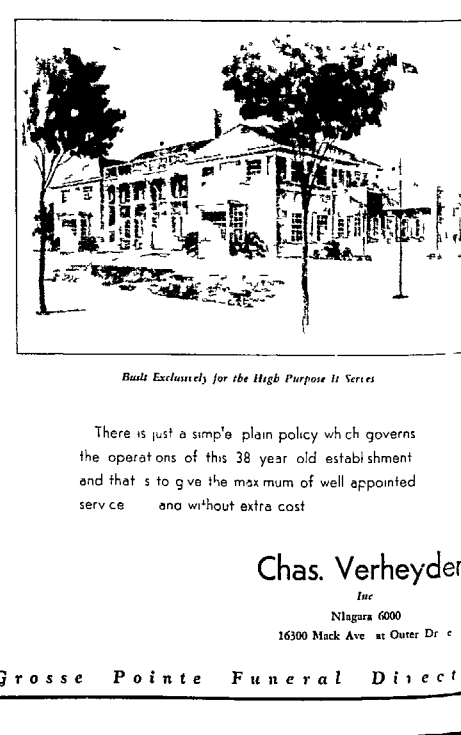 Built Exclusively for the High Purpose It Serves
There is just a simple plain policy which governs
the operations of this 38 year old establishment
and that is to give the maximum of well appointed
service and without extra cost
Chas. Verheyden
Inc
NIagara 6000
16300 Mack Ave at Outer Dr e
Grosse Pointe Funeral Direct